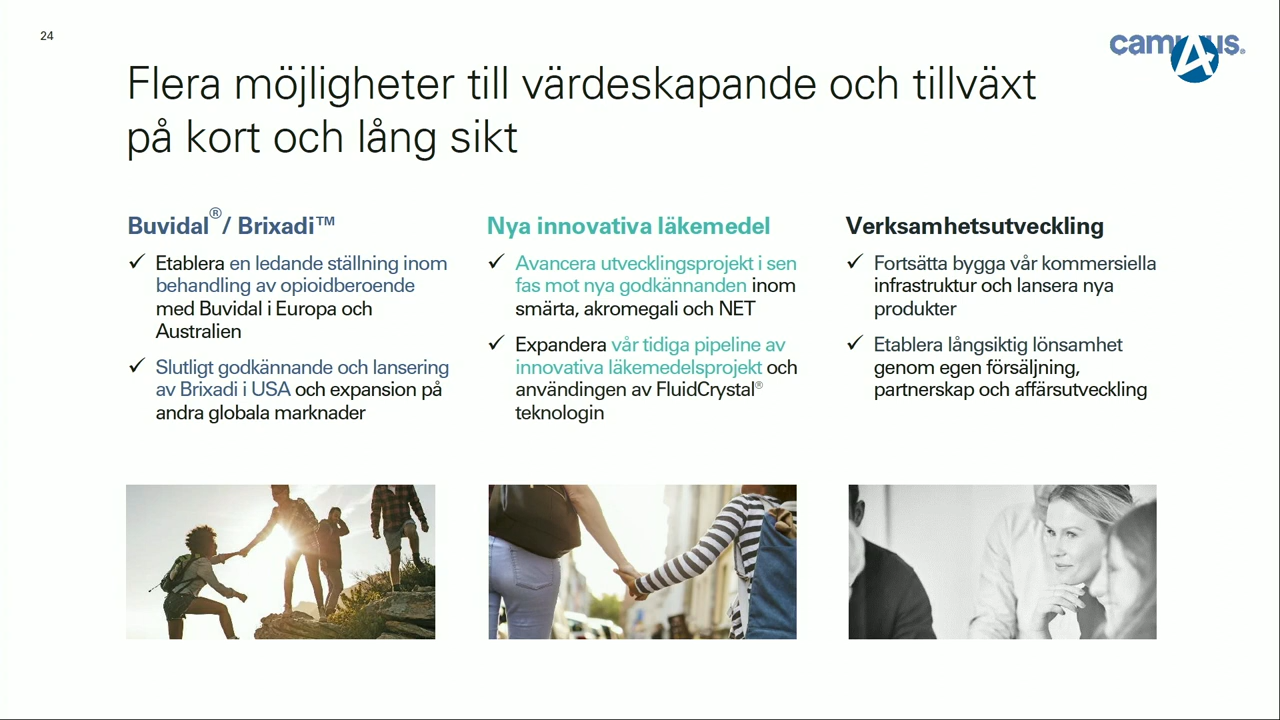 24
Flera möjligheter till värdeskapande och tillväxt
på kort och lång sikt
Buvidal®/ Brixadi™
✓ Etablera en ledande ställning inom
behandling av opioidberoende
med Buvidal i Europa och
Australien
✓ Slutligt godkännande och lansering
av Brixadi i USA och expansion på
andra globala marknader
Nya innovativa läkemedel
✓ Avancera utvecklingsprojekt i sen
fas mot nya godkännanden inom
smärta, akromegali och NET
✓ Expandera vår tidiga pipeline av
innovativa läkemedelsprojekt och
användingen av FluidCrystal®
teknologin
Verksamhetsutveckling
✓ Fortsätta bygga vår kommersiella
infrastruktur och lansera nya
produkter
✓ Etablera långsiktig lönsamhet
genom egen försäljning,
partnerskap och affärsutveckling